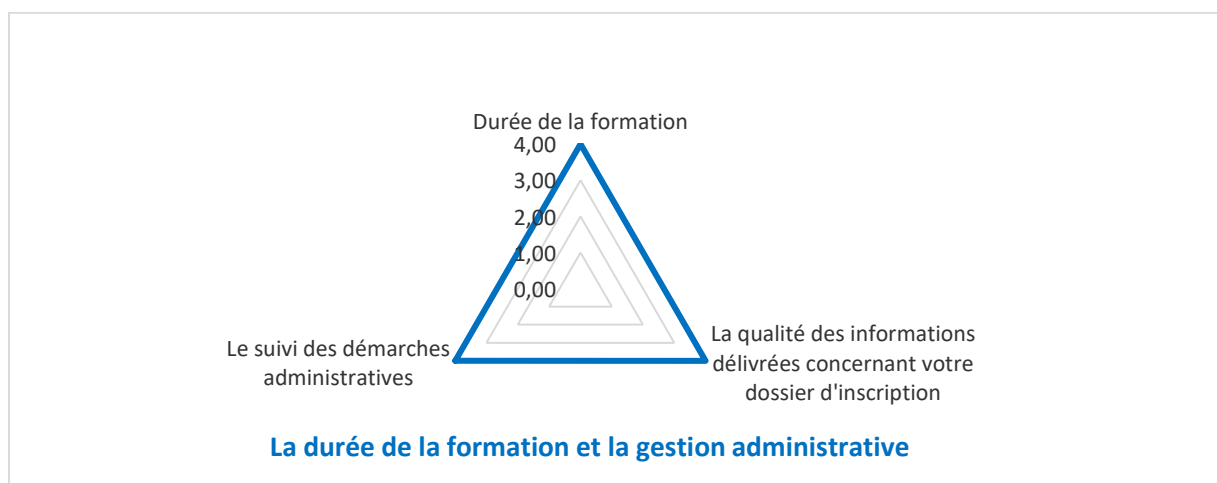 Durée de la formation
4,00
3,00
2,00
1,00
0,00
La qualité des informations
délivrées concernant votre
dossier d'inscription
Le suivi des démarches
administratives
La durée de la formation et la gestion administrative